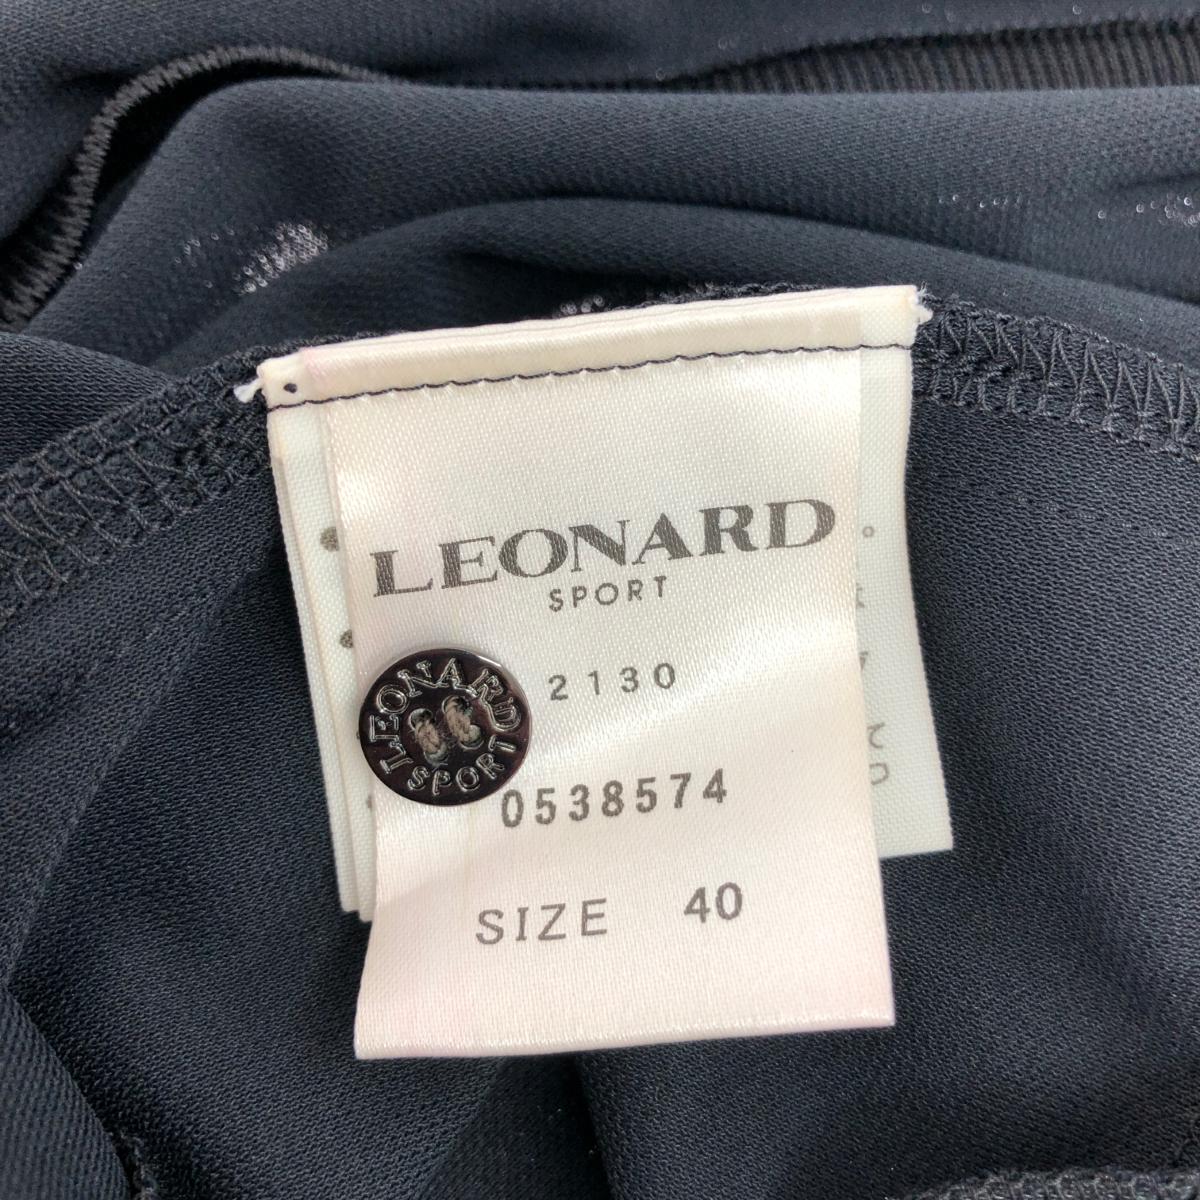 LEONARD
SPORT
2130
LEONARD
SPORT
0538574
SIZE 40